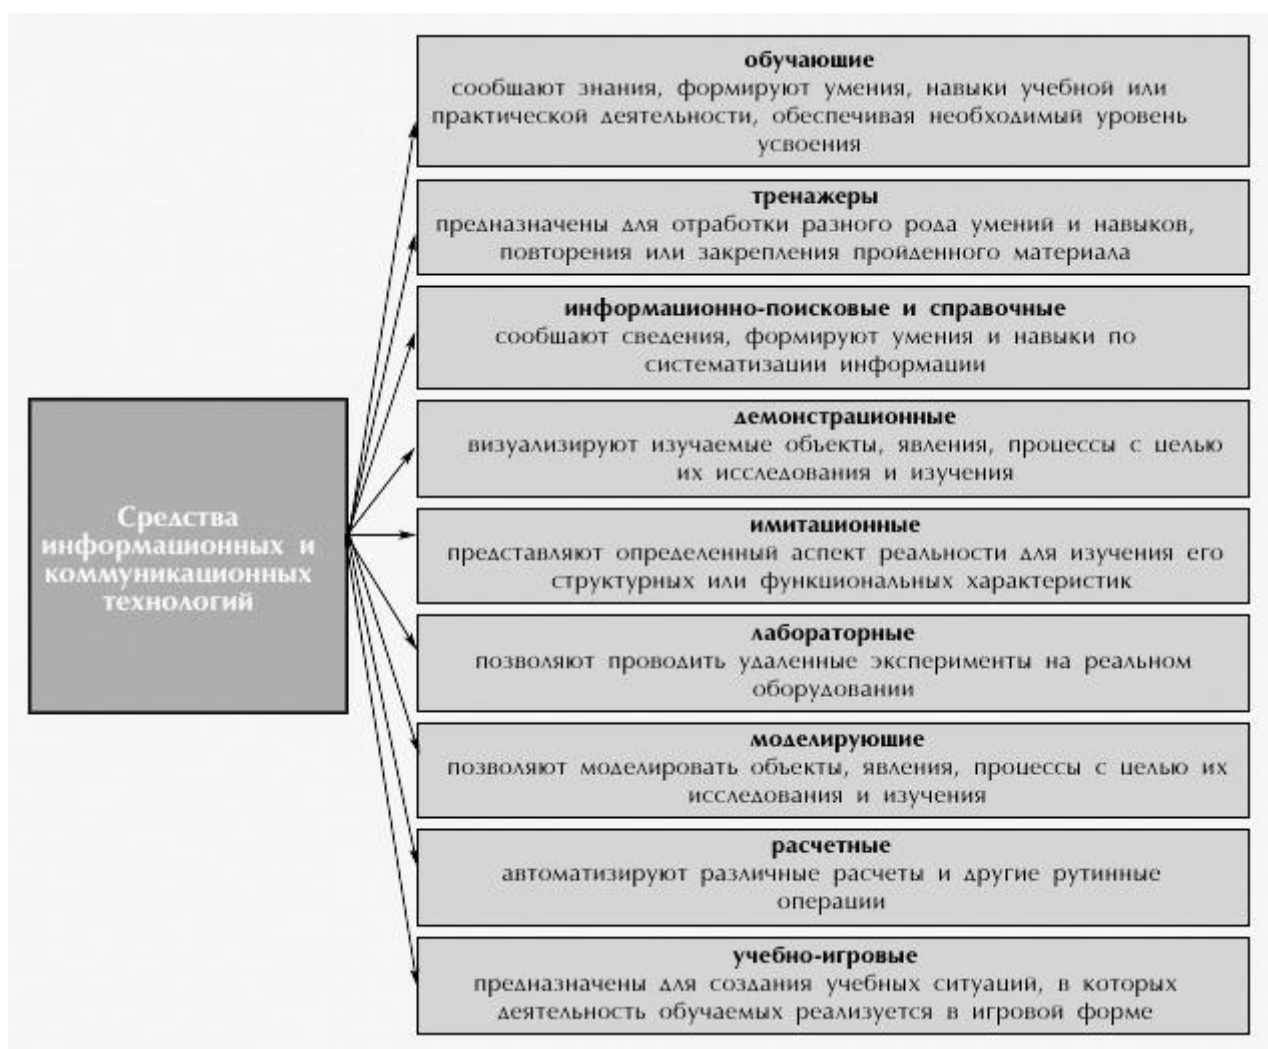 обучающие
сообщают знания, формируют умения, навыки учебной или
практической деятельности, обеспечивая необходимый уровень
усвоения
тренажеры
предназначены для отработки разного рода умений и навыков,
повторения или закрепления пройденного материала
информационно-поисковые и справочные
сообщают сведения, формируют умения и навыки по
систематизации информации
демонстрационные
визуализируют изучаемые объекты, явления, процессы с целью
их исследования и изучения
Средства
информационных и
коммуникационных
технологий
имитационные
представляют определенный аспект реальности для изучения его
структурных или функциональных характеристик
лабораторные
позволяют проводить удаленные эксперименты на реальном
оборудовании
моделирующие
позволяют моделировать объекты, явления, процессы с целью их
исследования и изучения
расчетные
автоматизируют различные расчеты и другие рутинные
операции
учебно-игровые
предназначены для создания учебных ситуаций, в которых
деятельность обучаемых реализуется в игровой форме